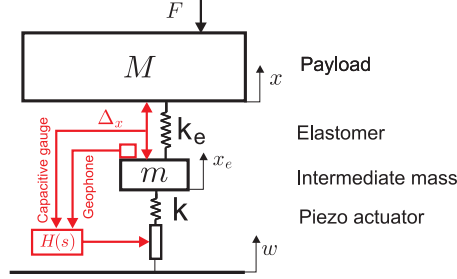 F
M
x
Payload
Δx
ke
Elastomer
Capacitive gauge
Geophone
m
xe
Intermediate mass
k
Piezo actuator
H(s)
w